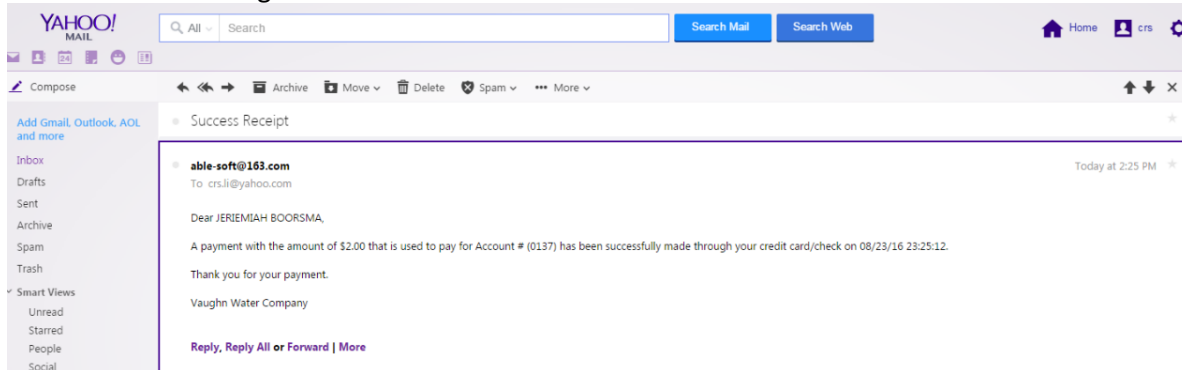 YAHOO!
MAIL
All Search
Search Mail
Search Web
Home
crs
24
Compose
Archive Move Delete Spam More
Add Gmail, Outlook, AOL
and more
Success Receipt
Inbox
Drafts
Sent
Archive
Spam
Trash
Smart Views
Unread
Starred
People
Social
able-soft@163.com
Today at 2:25 PM
To crs.li@yahoo.com
Dear JERIEMIAH BOORSMA,
A payment with the amount of $2.00 that is used to pay for Account # (0137) has been successfully made through your credit card/check on 08/23/16 23:25:12.
Thank you for your payment.
Vaughn Water Company
Reply, Reply All or Forward | More